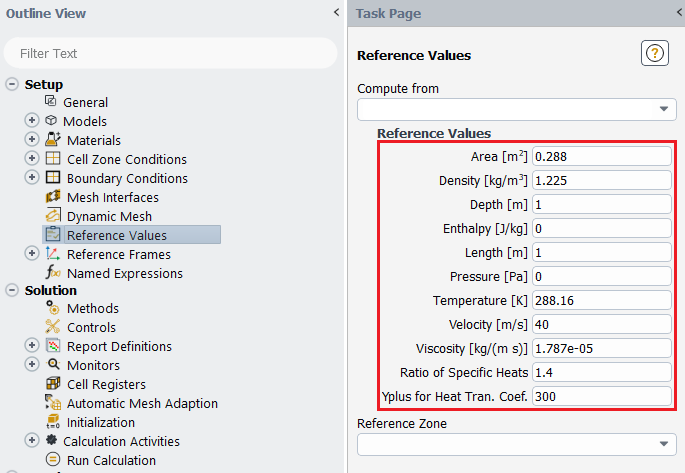 Outline View
<
Filter Text
Setup
General
Models
Materials
Cell Zone Conditions
Boundary Conditions
Mesh Interfaces
Dynamic Mesh
Reference Values
Reference Frames
Named Expressions
Solution
Methods
Controls
Report Definitions
Monitors
Cell Registers
Automatic Mesh Adaption
Initialization
Calculation Activities
Run Calculation
Task Page
<
Reference Values
?
Compute from
Reference Values
Area [m²] 0.288
Density [kg/m³] 1.225
Depth [m] 1
Enthalpy [J/kg] 0
Length [m] 1
Pressure [Pa] 0
Temperature [K] 288.16
Velocity [m/s] 40
Viscosity [kg/(m s)] 1.787e-05
Ratio of Specific Heats 1.4
Yplus for Heat Tran. Coef. 300
Reference Zone